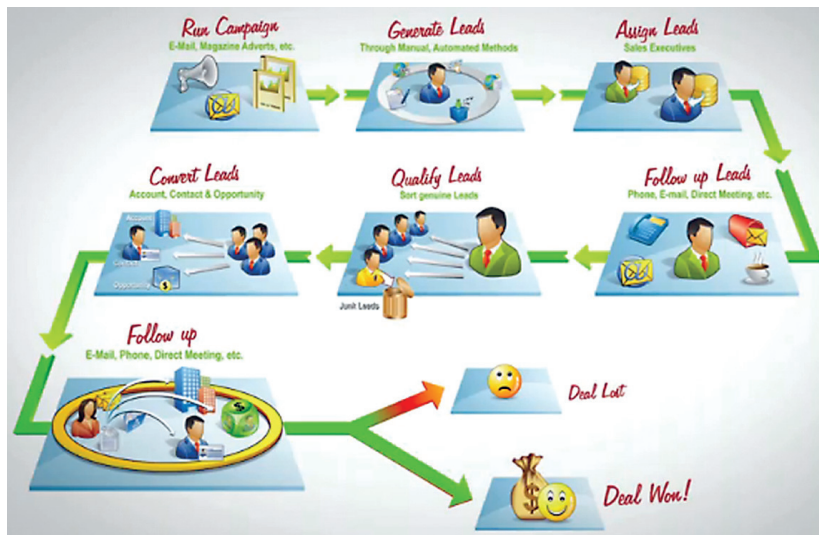 Run Campaign
E-Mail, Magazine Adverts, etc.
Generate Leads
Through Manual, Automated Methods
Assign Leads
Sales Executives
Follow up Leads
Phone, E-mail, Direct Meeting, etc.
Qualify Leads
Sort genuine Leads
Junk Leads
Convert Leads
Account, Contact & Opportunity
Account
Contact
Opportunity
Follow up
E-Mail, Phone, Direct Meeting, etc.
Deal Lost
Deal Won!